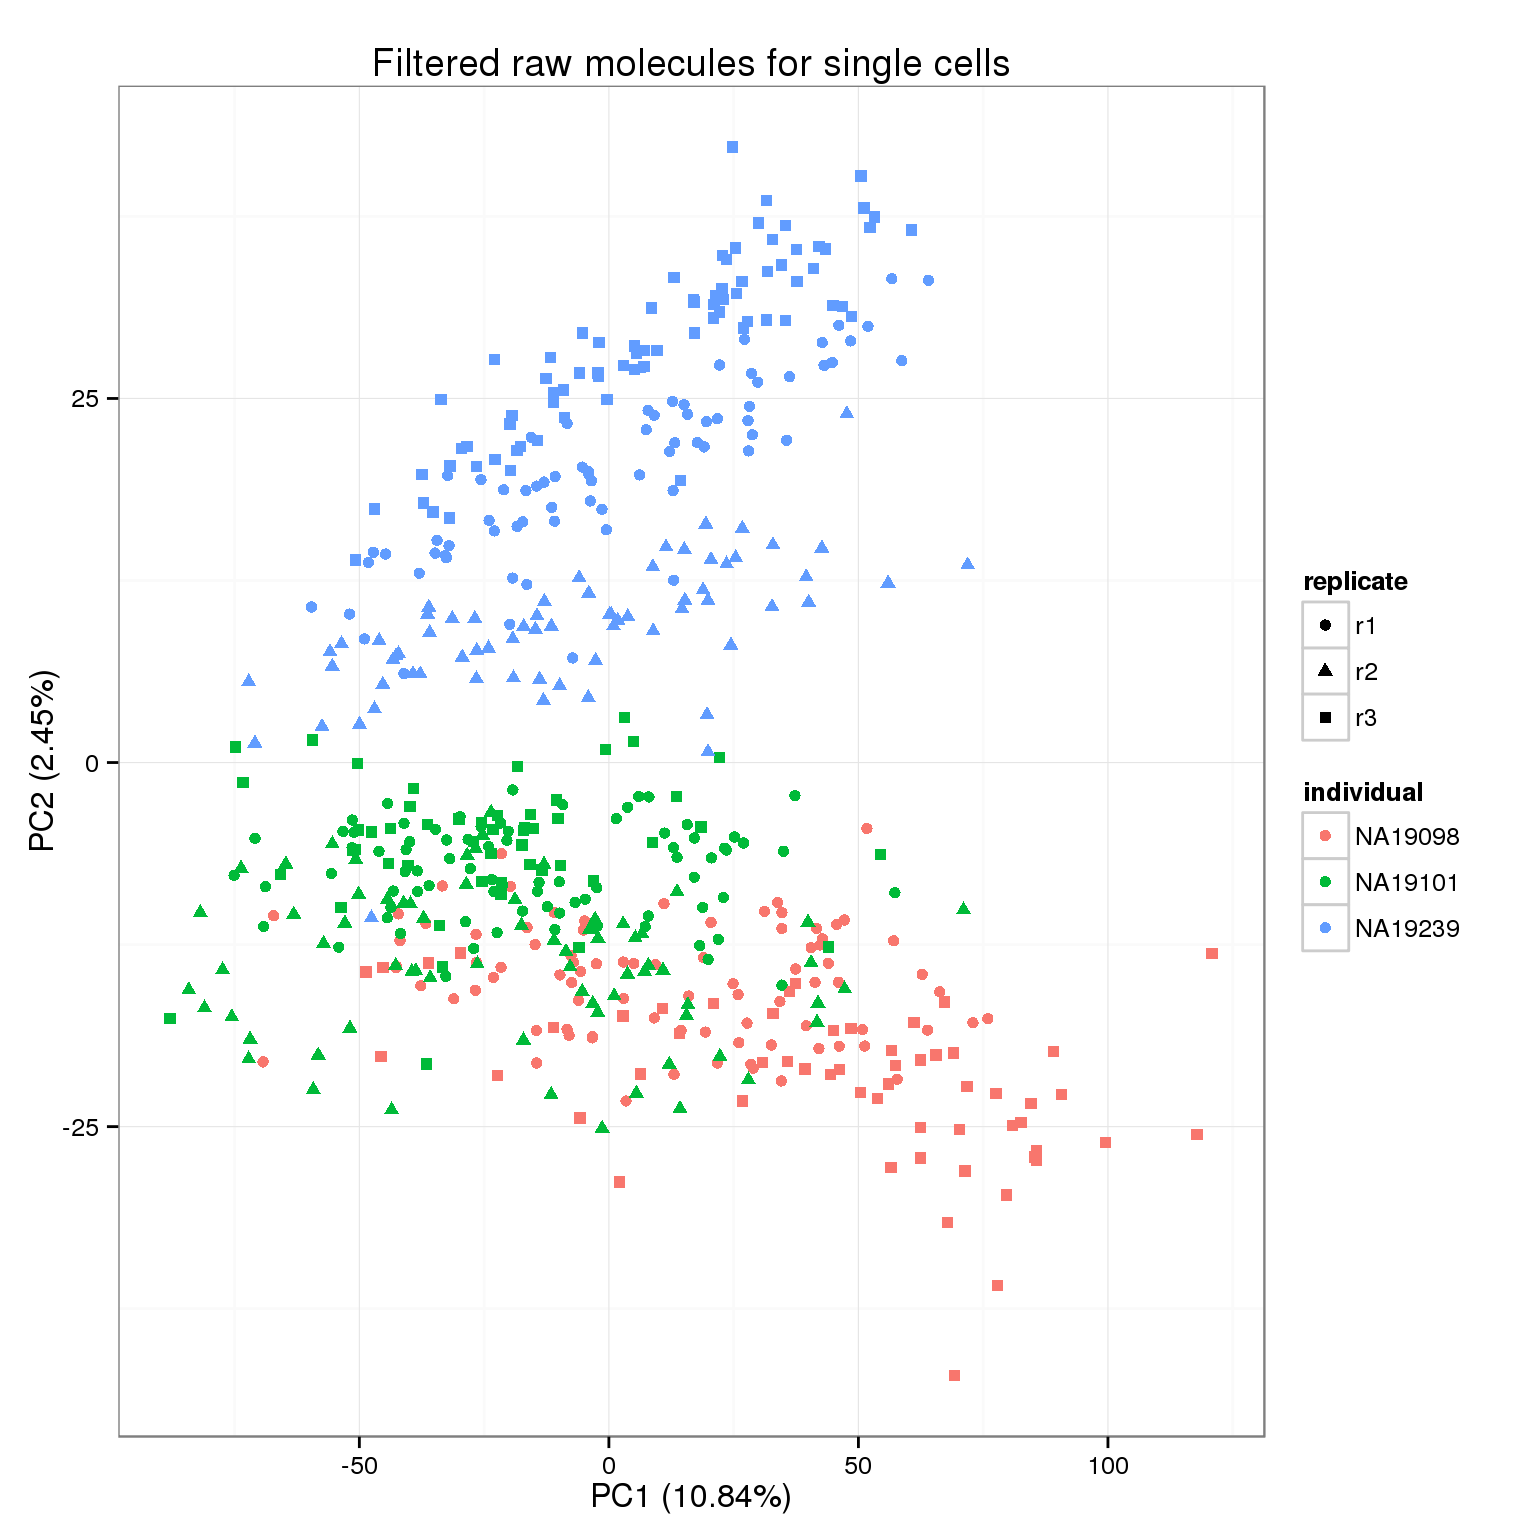 Filtered raw molecules for single cells
PC2 (2.45%)
25
0
-25
-50
0
50
100
PC1 (10.84%)
replicate
r1
r2
r3
individual
NA19098
NA19101
NA19239